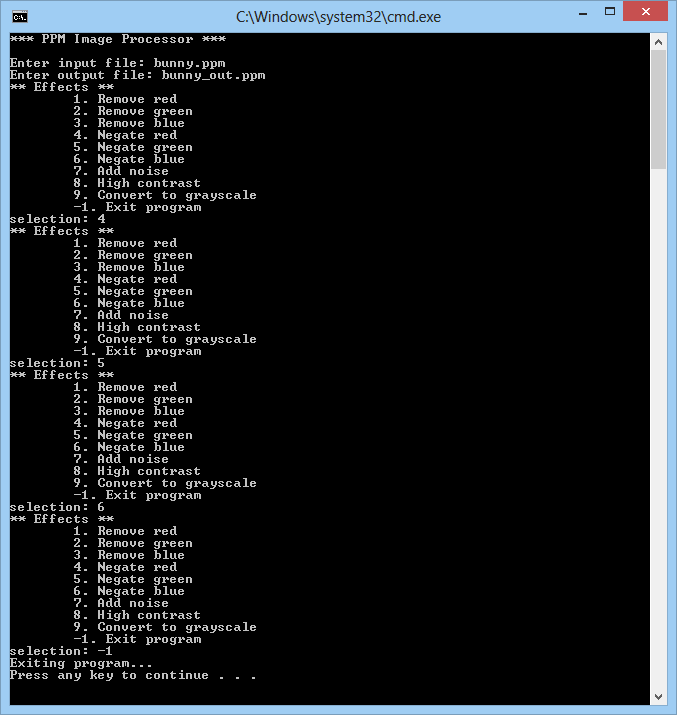 C:\Windows\system32\cmd.exe
*** PPM Image Processor ***
Enter input file: bunny.ppm
Enter output file: bunny_out.ppm
** Effects **
1. Remove red
2. Remove green
3. Remove blue
4. Negate red
5. Negate green
6. Negate blue
7. Add noise
8. High contrast
9. Convert to grayscale
-1. Exit program
selection: 4
** Effects **
1. Remove red
2. Remove green
3. Remove blue
4. Negate red
5. Negate green
6. Negate blue
7. Add noise
8. High contrast
9. Convert to grayscale
-1. Exit program
selection: 5
** Effects **
1. Remove red
2. Remove green
3. Remove blue
4. Negate red
5. Negate green
6. Negate blue
7. Add noise
8. High contrast
9. Convert to grayscale
-1. Exit program
selection: 6
** Effects **
1. Remove red
2. Remove green
3. Remove blue
4. Negate red
5. Negate green
6. Negate blue
7. Add noise
8. High contrast
9. Convert to grayscale
-1. Exit program
selection: -1
Exiting program...
Press any key to continue . . .